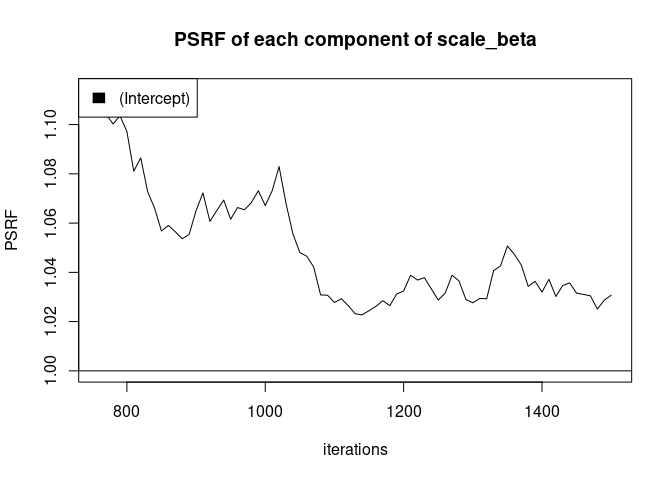 PSRF of each component of scale_beta
(Intercept)
PSRF
1.10
1.08
1.06
1.04
1.02
1.00
800 1000 1200 1400
iterations